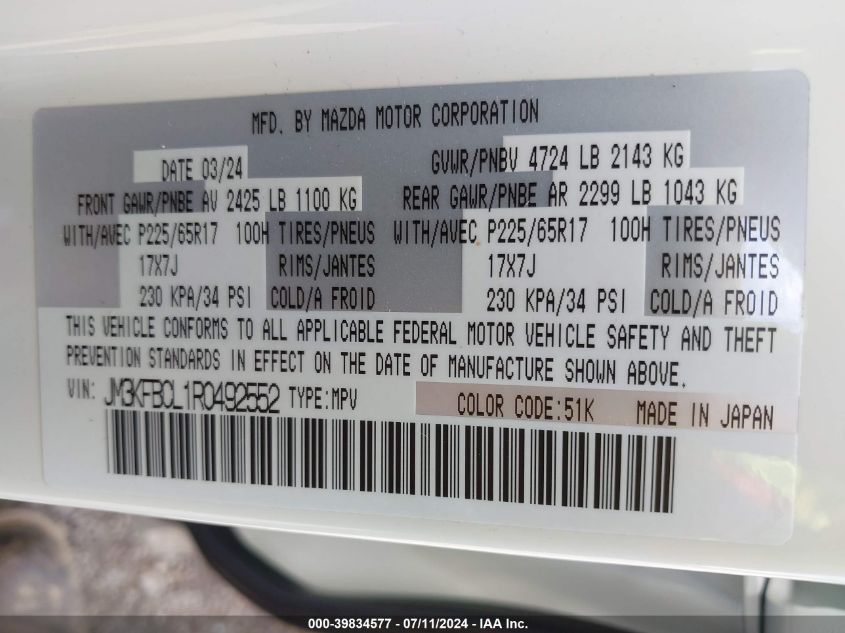 MFD. BY MAZDA MOTOR CORPORATION
DATE 03/24 GVWR/PNBV 4724 LB 2143 KG
FRONT GAWR/PNBE AV 2425 LB 1100 KG REAR GAWR/PNBE AR 2299 LB 1043 KG
WITH/AVEC P225/65R17 100H TIRES/PNEUS WITH/AVEC P225/65R17 100H TIRES/PNEUS
17X7J RIMS/JANTES 17X7J RIMS/JANTES
230 KPA/34 PSI COLD/A FROID 230 KPA/34 PSI COLD/A FROID
THIS VEHICLE CONFORMS TO ALL APPLICABLE FEDERAL MOTOR VEHICLE SAFETY AND THEFT
PREVENTION STANDARDS IN EFFECT ON THE DATE OF MANUFACTURE SHOWN ABOVE.
VIN: JM3KFBCL1R0492552 TYPE:MPV COLOR CODE:51K MADE IN JAPAN
000-39834577 - 07/11/2024 - IAA Inc.